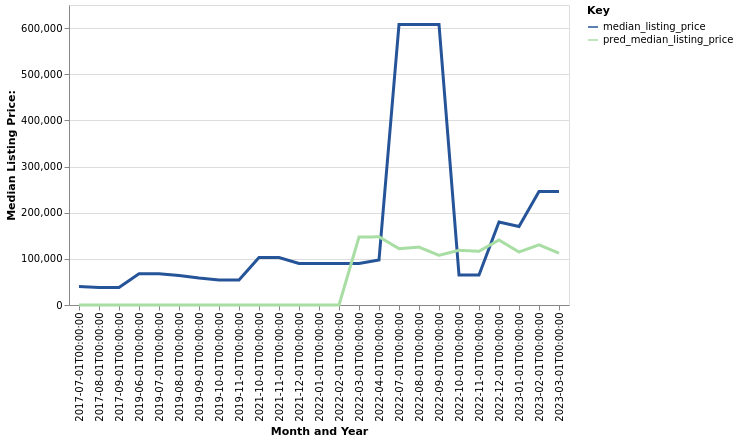 Key
median_listing_price
pred_median_listing_price
Median Listing Price:
600,000
500,000
400,000
300,000
200,000
100,000
0
2017-07-01T00:00:00
2017-08-01T00:00:00
2017-09-01T00:00:00
2019-06-01T00:00:00
2019-07-01T00:00:00
2019-08-01T00:00:00
2019-09-01T00:00:00
2019-10-01T00:00:00
2019-11-01T00:00:00
2021-10-01T00:00:00
2021-11-01T00:00:00
2021-12-01T00:00:00
2022-01-01T00:00:00
2022-02-01T00:00:00
2022-03-01T00:00:00
2022-04-01T00:00:00
2022-07-01T00:00:00
2022-08-01T00:00:00
2022-09-01T00:00:00
2022-10-01T00:00:00
2022-11-01T00:00:00
2022-12-01T00:00:00
2023-01-01T00:00:00
2023-02-01T00:00:00
2023-03-01T00:00:00
Month and Year